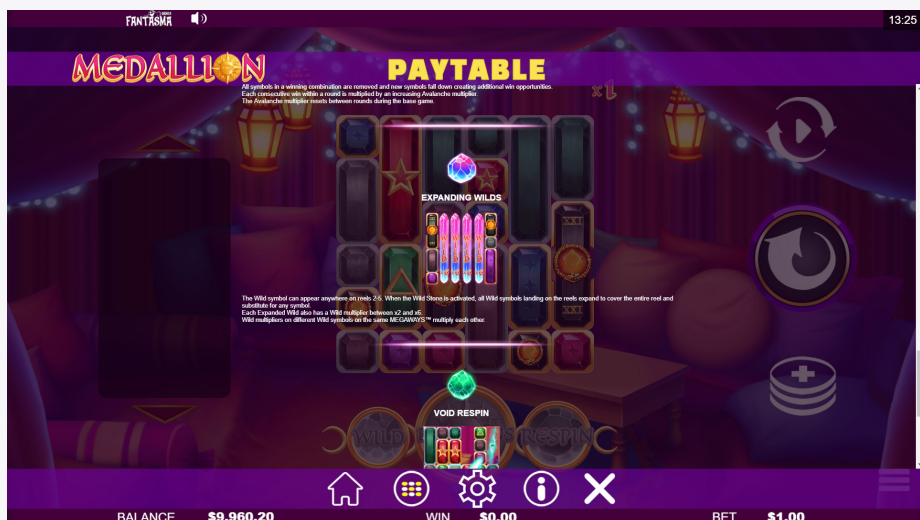 FANTASMA GAMES
13:25
MEDALLION
PAYTABLE
All symbols in a winning combination are removed and new symbols fall down creating additional win opportunities.
Each consecutive win within a round is multiplied by an increasing Avalanche multiplier.
The Avalanche multiplier resets between rounds during the base game.
x1
EXPANDING WILDS
XXI
The Wild symbol can appear anywhere on reels 2-5. When the Wild Stone is activated, all Wild symbols landing on the reels expand to cover the entire reel and
substitute for any symbol.
Each Expanded Wild also has a Wild multiplier between x2 and x6.
Wild multipliers on different Wild symbols on the same MEGAWAYS™ multiply each other.
XXI
VOID RESPIN
WILD RESPIN
BALANCE $9,960.20 WIN $0.00 BET $1.00